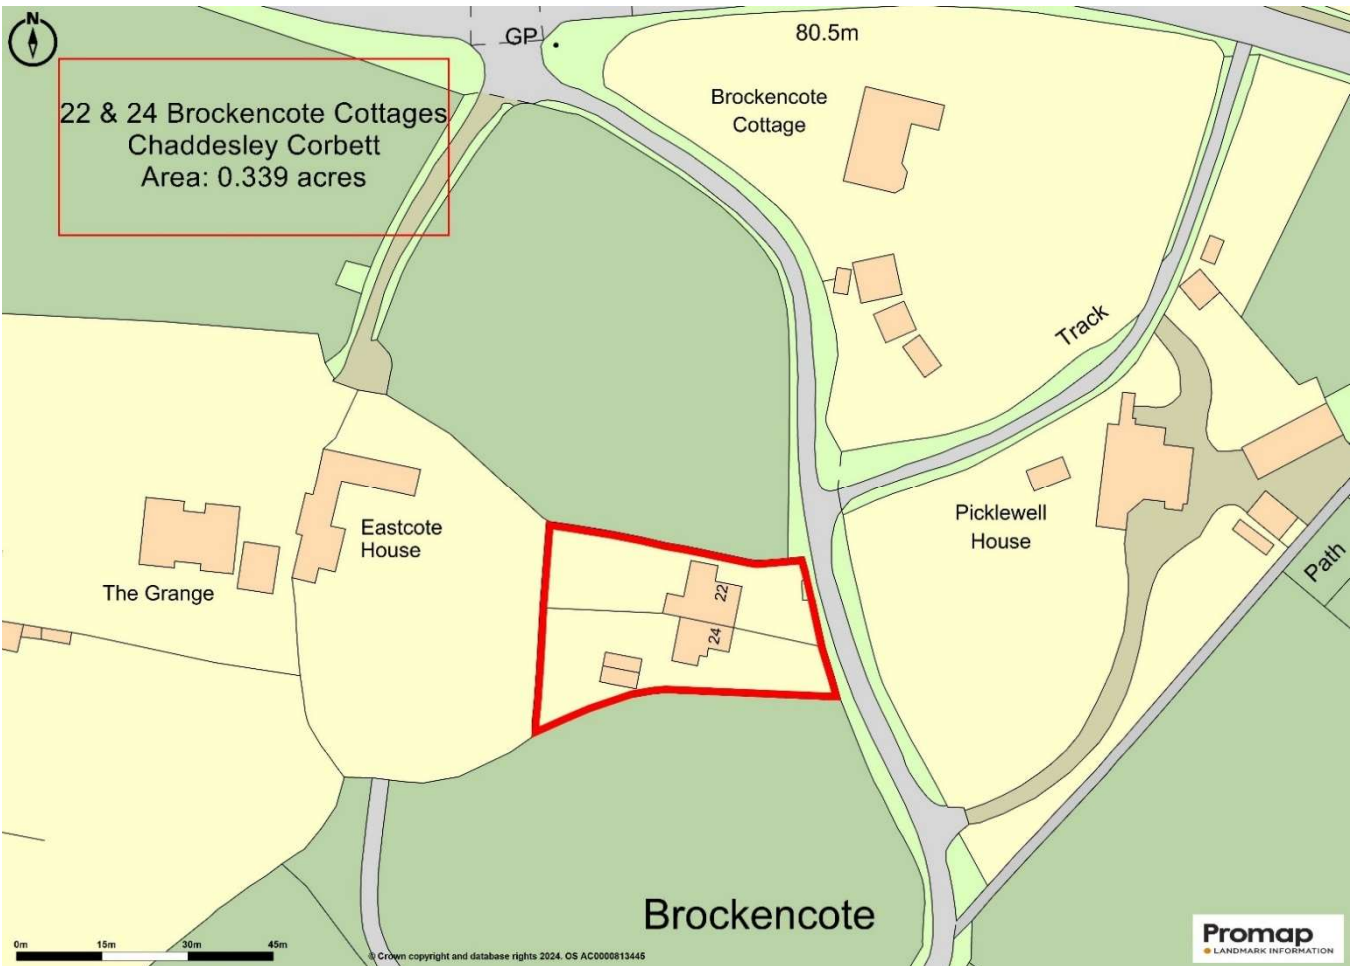 N
GP
80.5m
22 & 24 Brockencote Cottages
Chaddesley Corbett
Area: 0.339 acres
Brockencote
Cottage
Track
Eastcote
House
The Grange
22
24
Picklewell
House
Path
Brockencote
0m 15m 30m 45m
© Crown copyright and database rights 2024. OS AC0000813445
Promap
LANDMARK INFORMATION